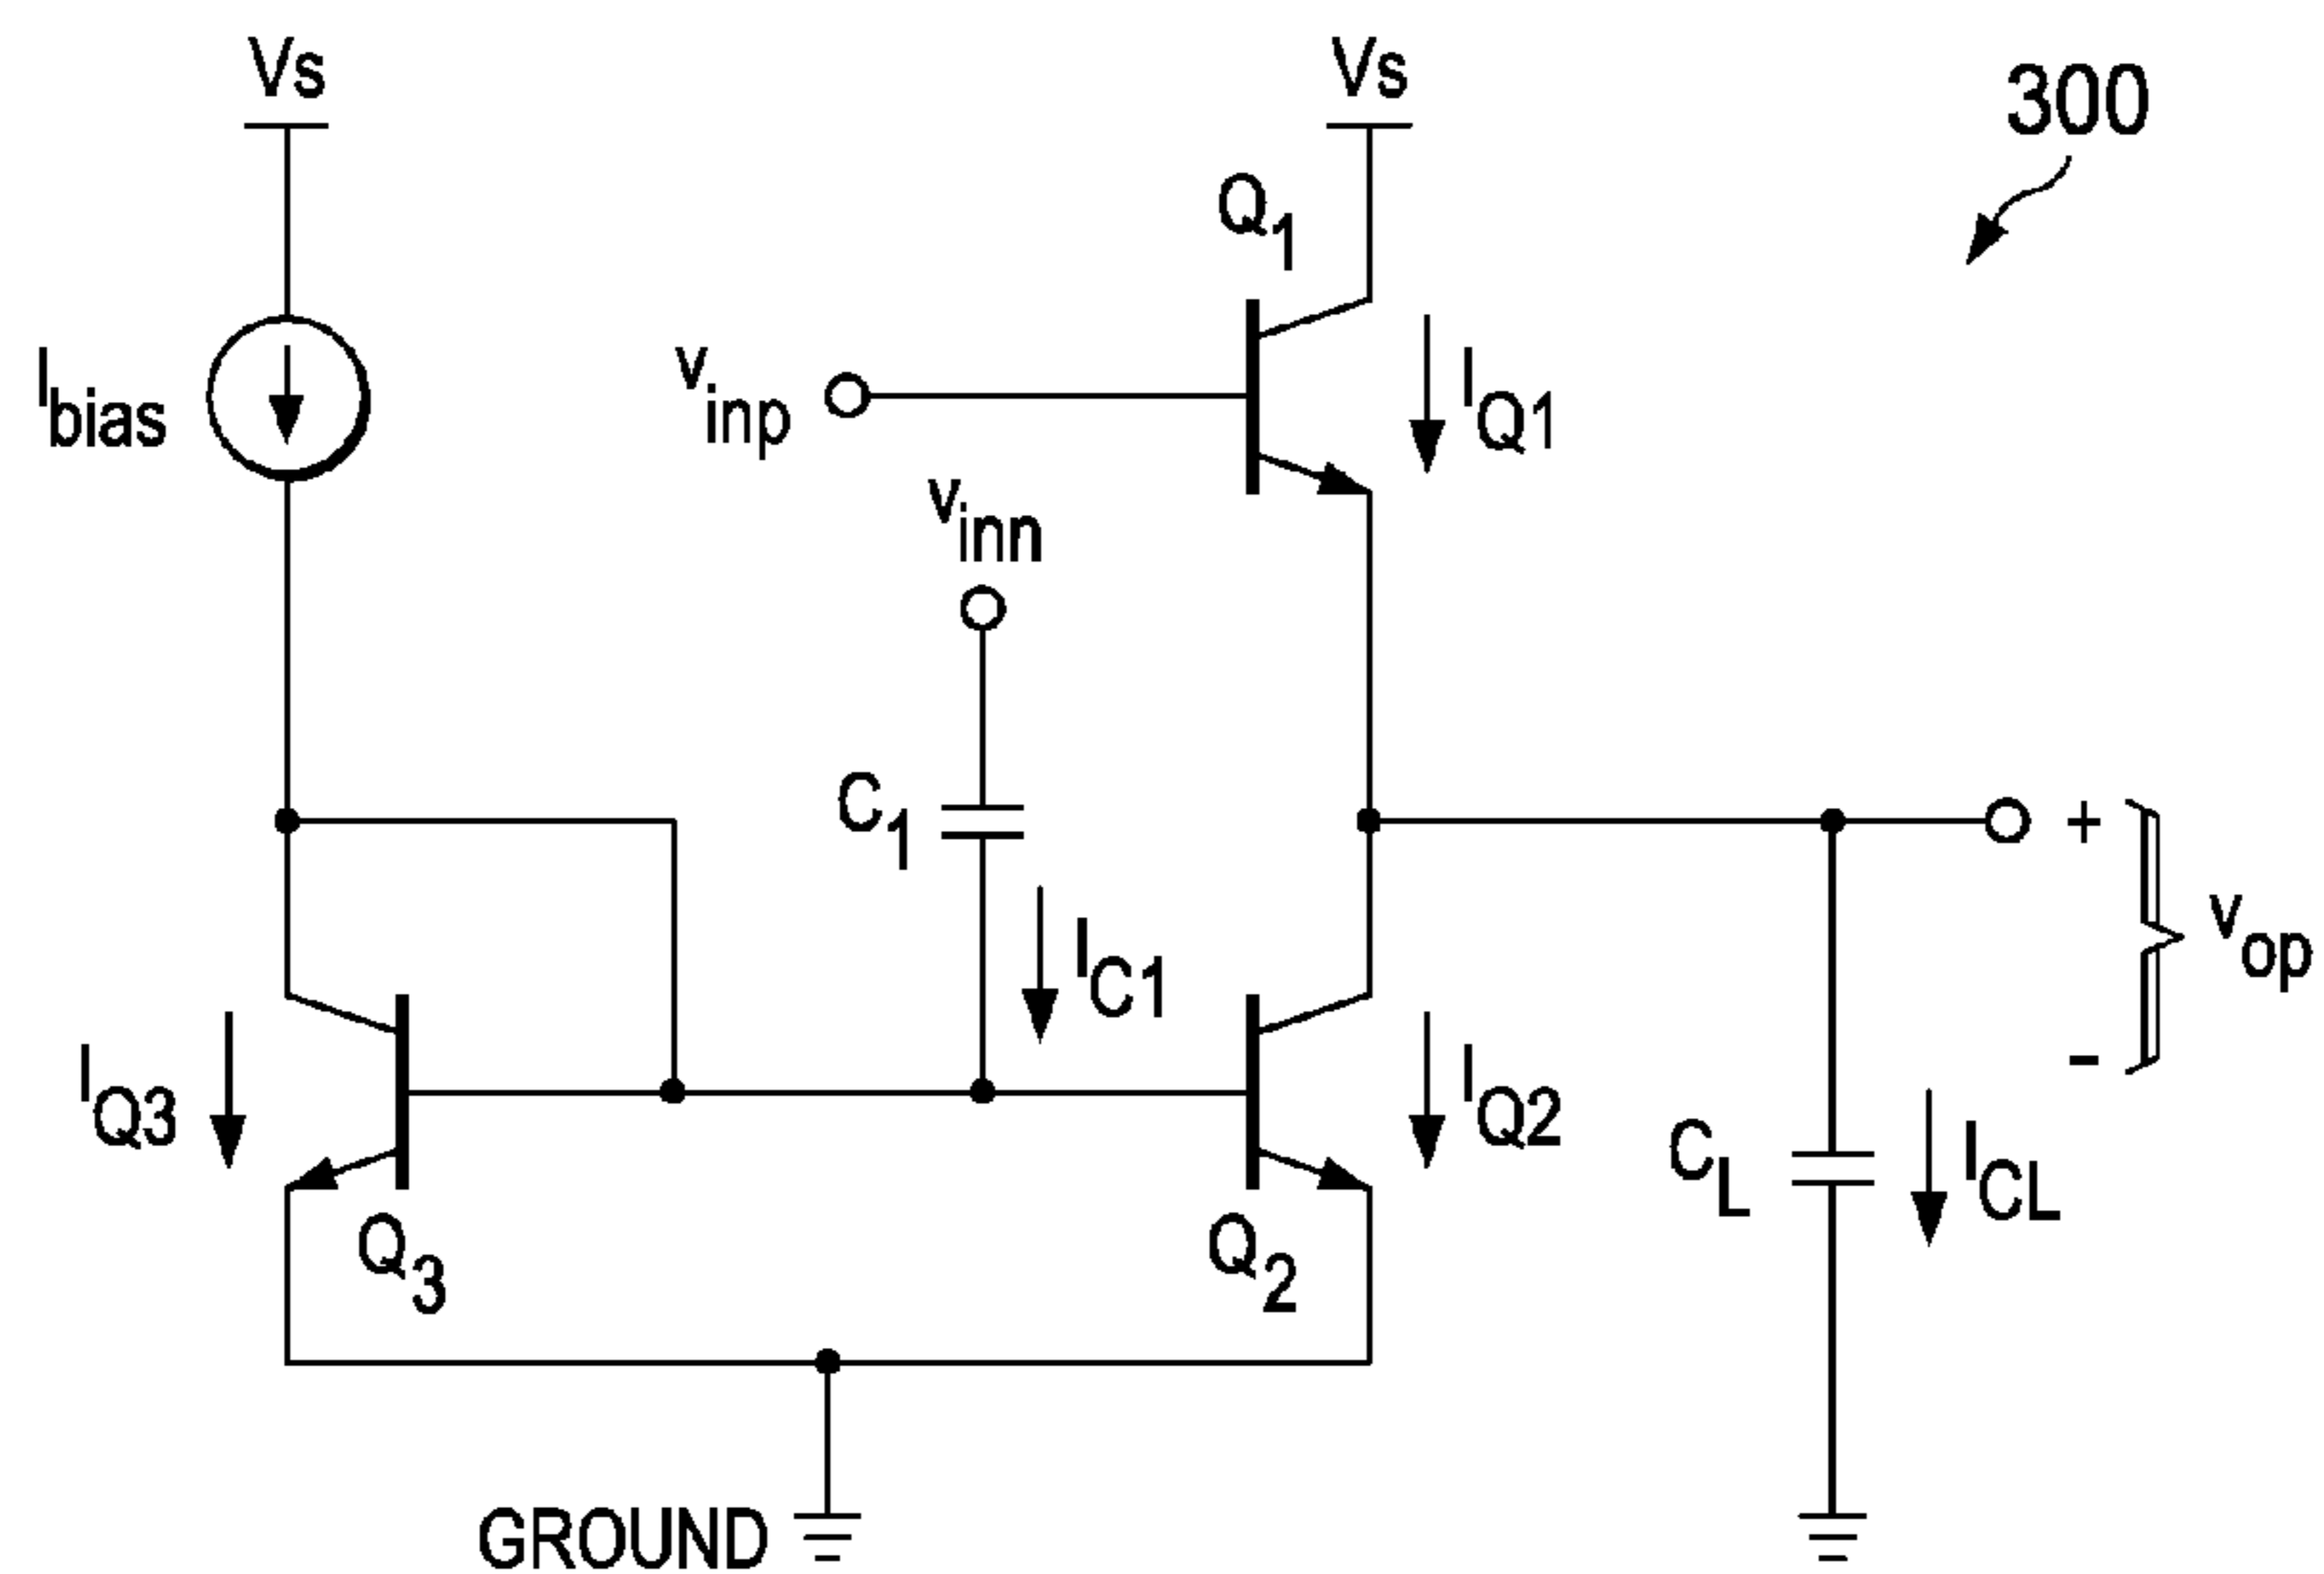 Vs
Vs
300
Q1
Ibias
vinp
IQ1
vinn
C1
+
vop
IC1
-
IQ3
IQ2
CL
ICL
Q3
Q2
GROUND